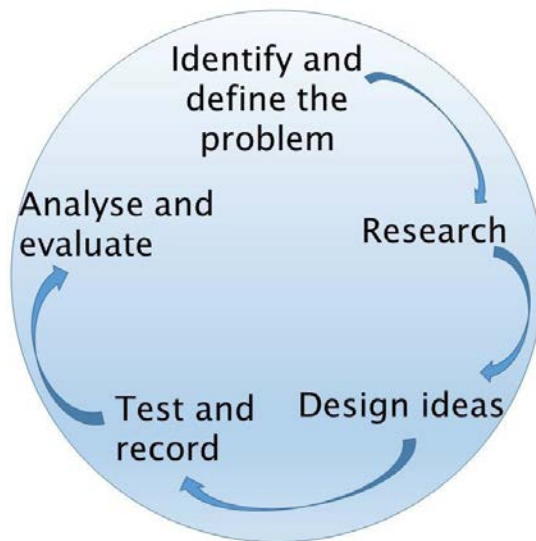 Identify and
define the
problem
Research
Design ideas
Test and
record
Analyse and
evaluate